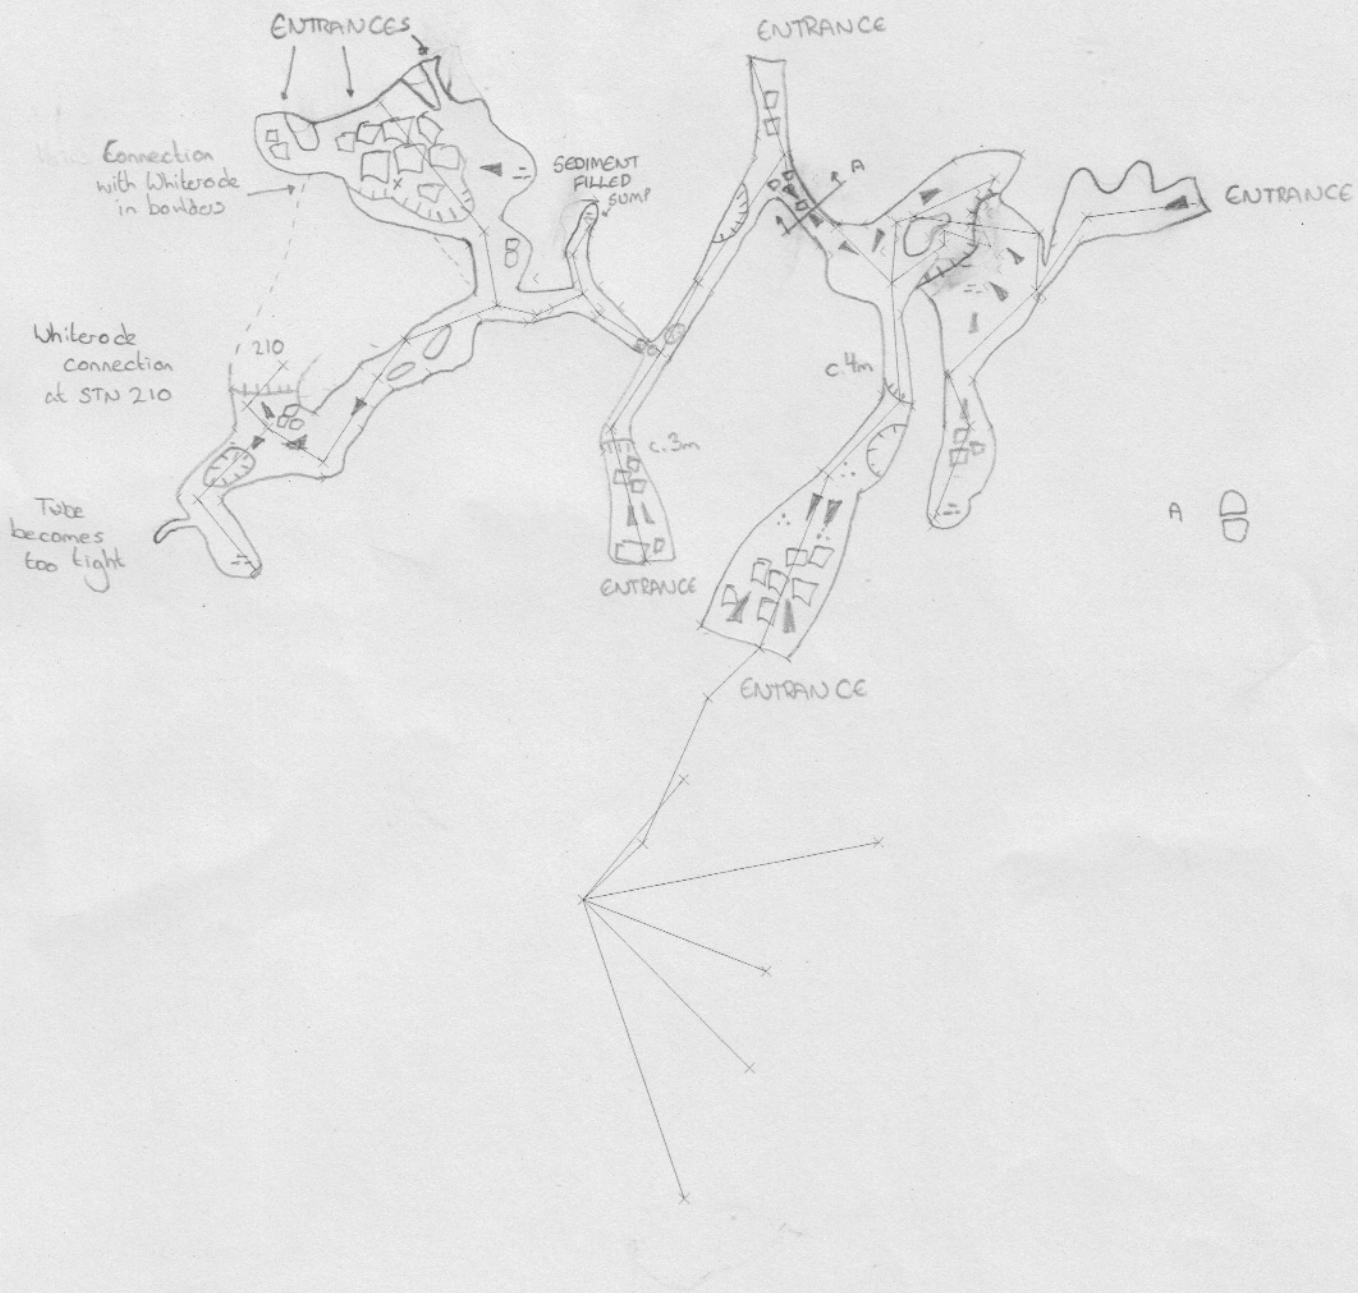 ENTRANCES
ENTRANCE
Connection
with Whiterode
in boulders
SEDIMENT
FILLED
SUMP
A
ENTRANCE
Whiterode
connection
at STN 210
210
c.4m
c.3m
Tube
becomes
too tight
A
ENTRANCE
ENTRANCE